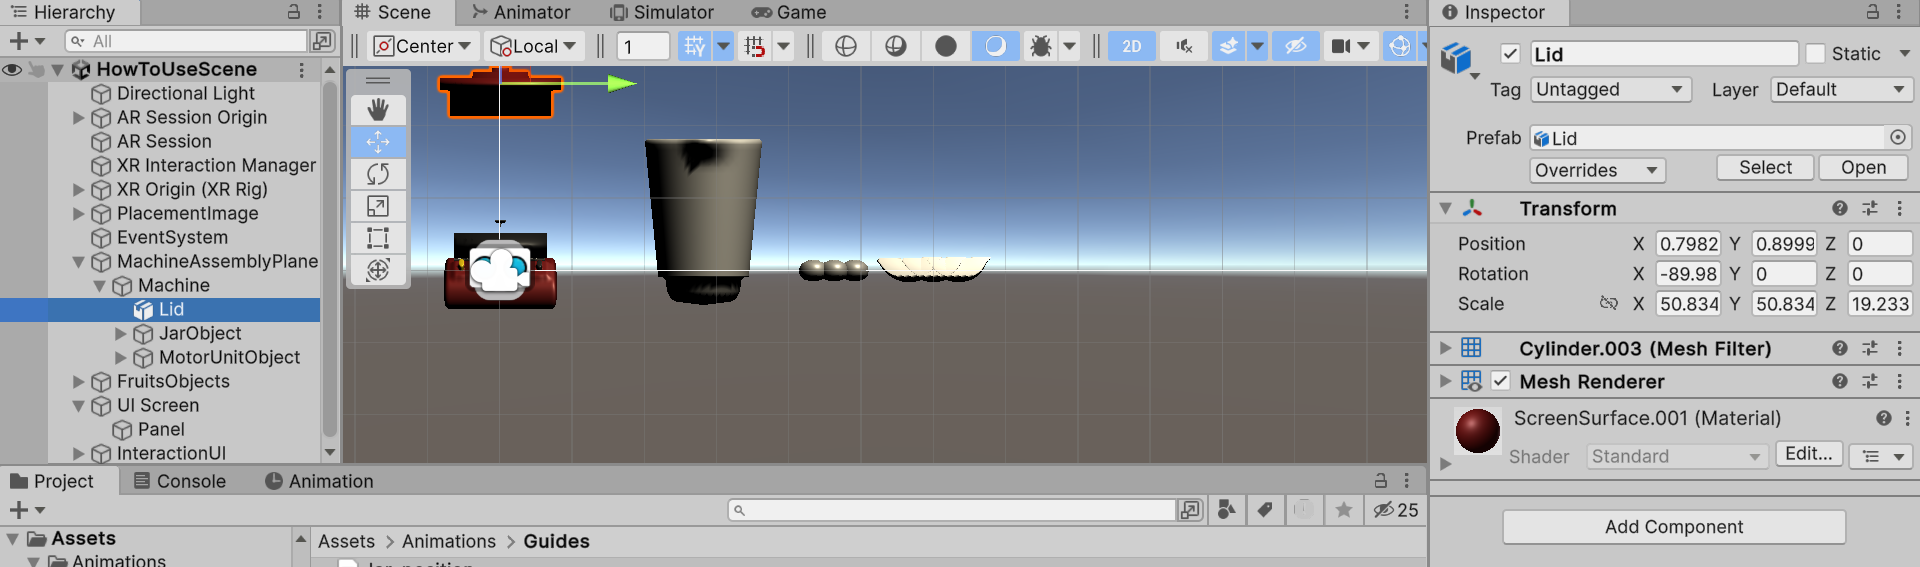 Hierarchy
All
HowToUseScene
Directional Light
AR Session Origin
AR Session
XR Interaction Manager
XR Origin (XR Rig)
PlacementImage
EventSystem
MachineAssemblyPlane
Machine
Lid
JarObject
MotorUnitObject
FruitsObjects
UI Screen
Panel
InteractionUI
Scene Animator Simulator Game
Center Local 1 2D
Inspector
Lid Static
Tag Untagged Layer Default
Prefab Lid
Overrides Select Open
Transform
Position X 0.7982 Y 0.8999 Z 0
Rotation X -89.98 Y 0 Z 0
Scale X 50.834 Y 50.834 Z 19.233
Cylinder.003 (Mesh Filter)
Mesh Renderer
ScreenSurface.001 (Material)
Shader Standard Edit...
Add Component
Project Console Animation
25
Assets
Animations
Assets > Animations > Guides